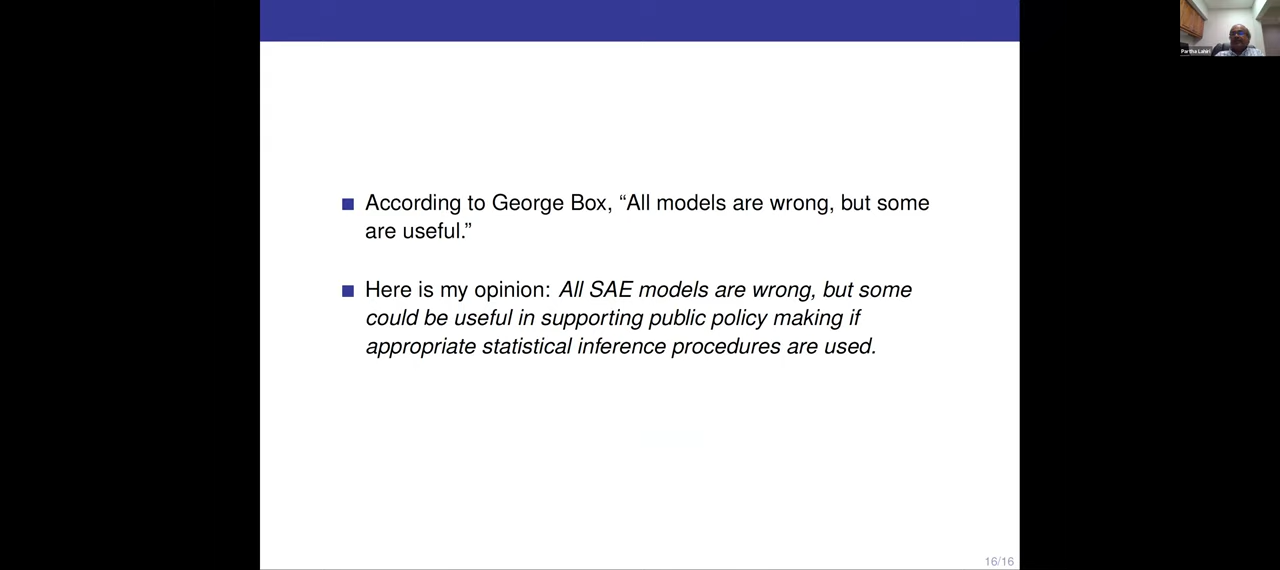 According to George Box, “All models are wrong, but some
are useful.”
Here is my opinion: All SAE models are wrong, but some
could be useful in supporting public policy making if
appropriate statistical inference procedures are used.
16/16
Partha Lahiri